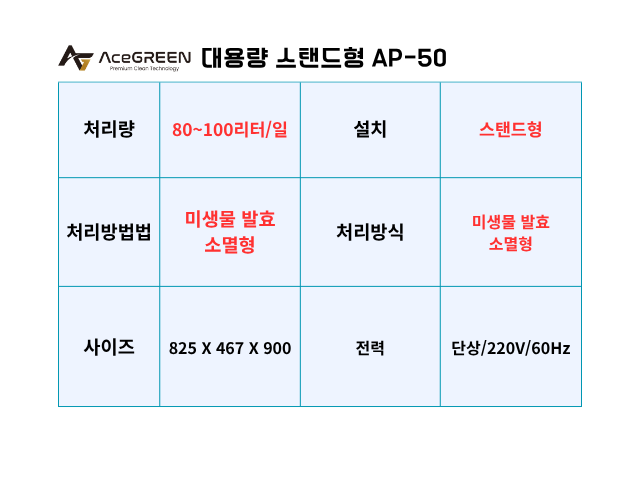 AceGREEN 대용량 스탠드형 AP-50
Premium Clean Technology
처리량 80~100리터/일 설치 스탠드형
처리방법법 미생물 발효 처리방식 미생물 발효
소멸형 소멸형
사이즈 825 X 467 X 900 전력 단상/220V/60Hz